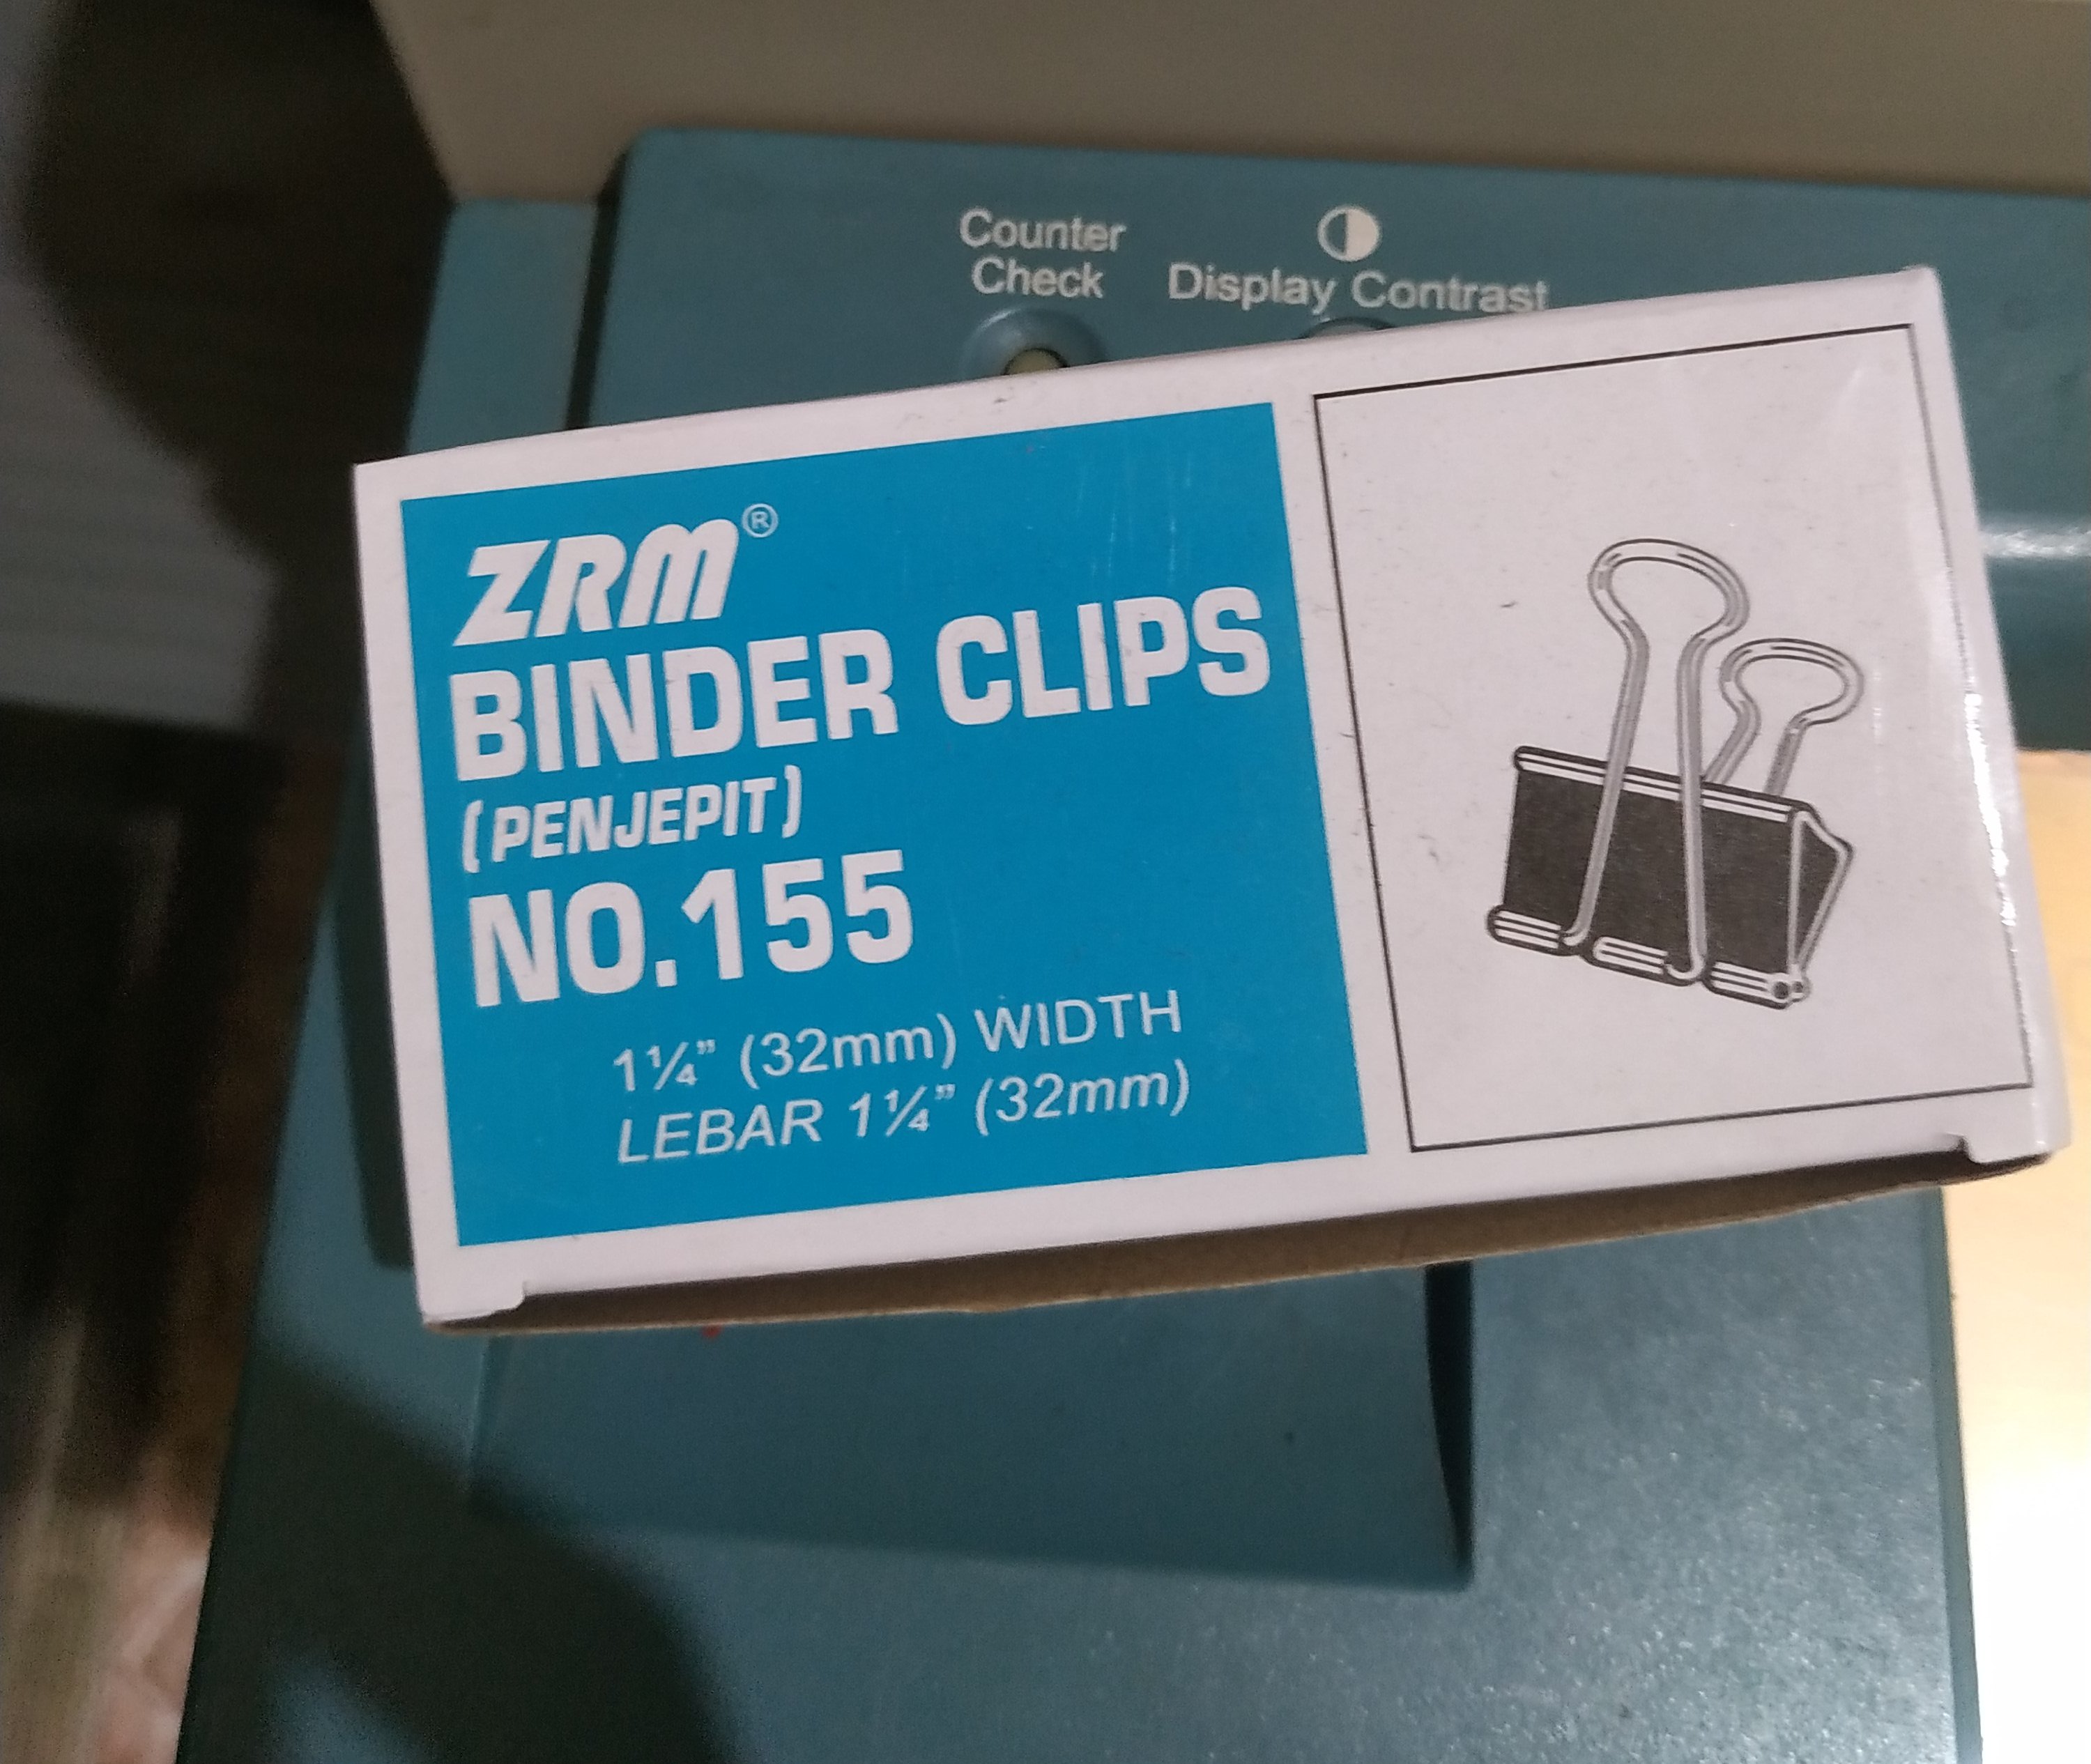 Counter
Check
Display Contrast
ZRM®
BINDER CLIPS
(PENJEPIT)
NO.155
1¼” (32mm) WIDTH
LEBAR 1¼” (32mm)